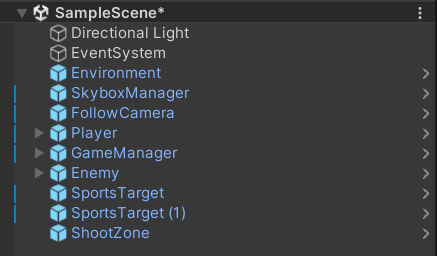 SampleScene*
Directional Light
EventSystem
Environment
SkyboxManager
FollowCamera
Player
GameManager
Enemy
SportsTarget
SportsTarget (1)
ShootZone